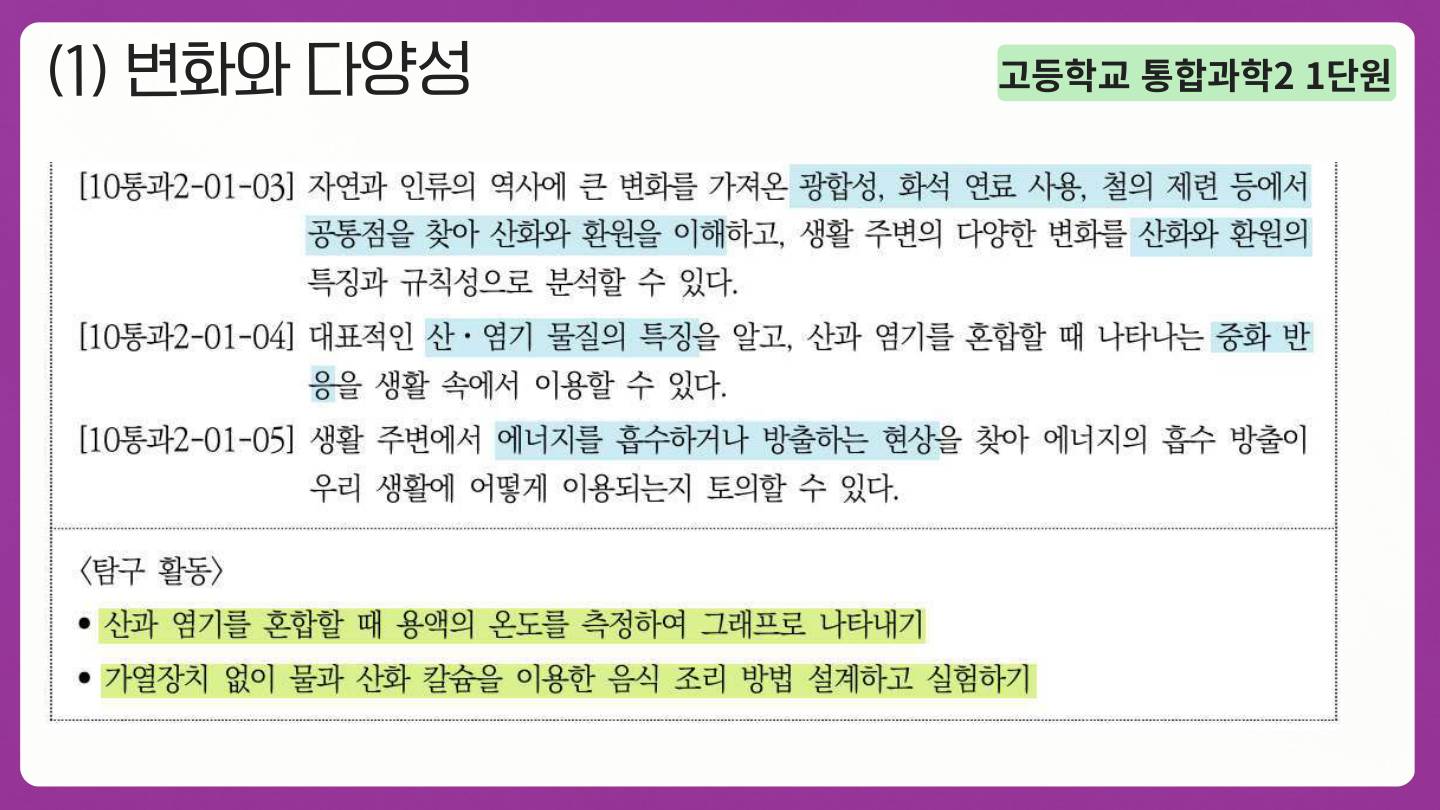 (1) 변화와 다양성
고등학교 통합과학2 1단원
[10통과2-01-03] 자연과 인류의 역사에 큰 변화를 가져온 광합성, 화석 연료 사용, 철의 제련 등에서
공통점을 찾아 산화와 환원을 이해하고, 생활 주변의 다양한 변화를 산화와 환원의
특징과 규칙성으로 분석할 수 있다.
[10통과2-01-04] 대표적인 산·염기 물질의 특징을 알고, 산과 염기를 혼합할 때 나타나는 중화 반
응을 생활 속에서 이용할 수 있다.
[10통과2-01-05] 생활 주변에서 에너지를 흡수하거나 방출하는 현상을 찾아 에너지의 흡수 방출이
우리 생활에 어떻게 이용되는지 토의할 수 있다.
〈탐구 활동〉
• 산과 염기를 혼합할 때 용액의 온도를 측정하여 그래프로 나타내기
• 가열장치 없이 물과 산화 칼슘을 이용한 음식 조리 방법 설계하고 실험하기